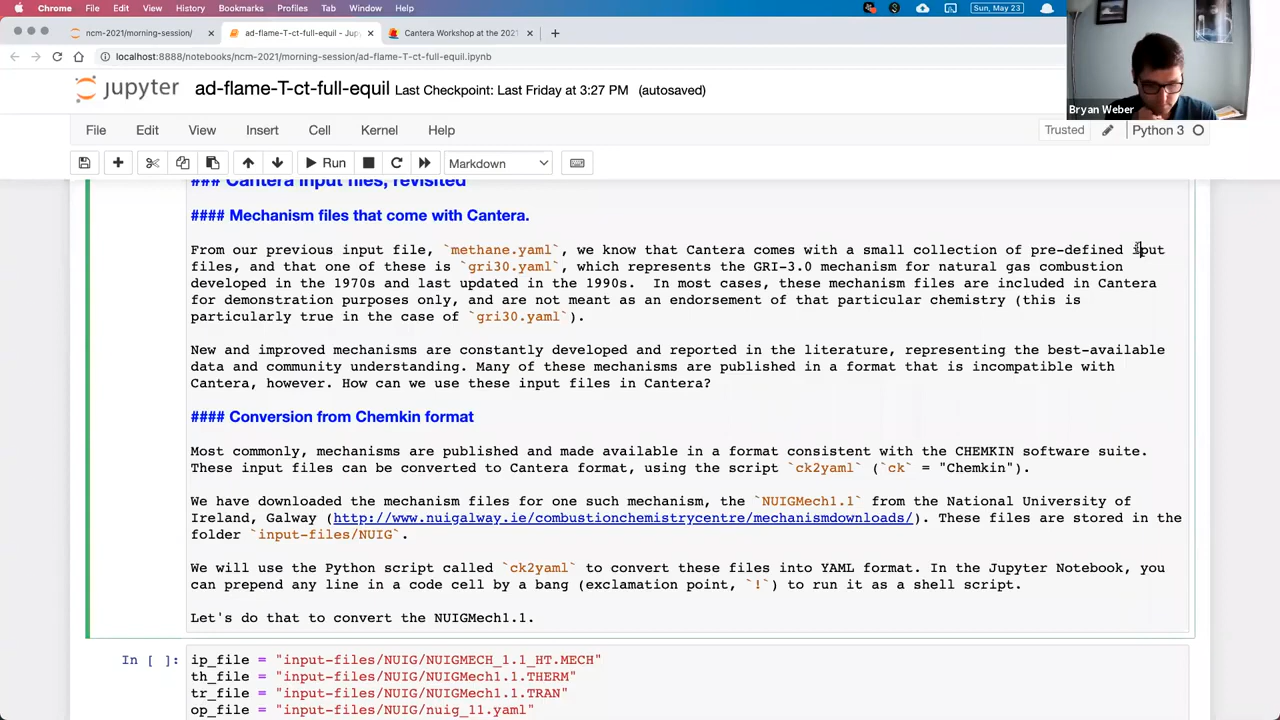 Chrome File Edit View History Bookmarks Profiles Tab Window Help Sun, May 23
ncm-2021/morning-session/ ad-flame-T-ct-full-equil - Jupy Cantera Workshop at the 2021
localhost:8888/notebooks/ncm-2021/morning-session/ad-flame-T-ct-full-equil.ipynb
Bryan Weber
jupyter ad-flame-T-ct-full-equil Last Checkpoint: Last Friday at 3:27 PM (autosaved)
File Edit View Insert Cell Kernel Help Trusted Python 3
Run Markdown
### Cantera input files, revisited
#### Mechanism files that come with Cantera.
From our previous input file, `methane.yaml`, we know that Cantera comes with a small collection of pre-defined iput
files, and that one of these is `gri30.yaml`, which represents the GRI-3.0 mechanism for natural gas combustion
developed in the 1970s and last updated in the 1990s. In most cases, these mechanism files are included in Cantera
for demonstration purposes only, and are not meant as an endorsement of that particular chemistry (this is
particularly true in the case of `gri30.yaml`).
New and improved mechanisms are constantly developed and reported in the literature, representing the best-available
data and community understanding. Many of these mechanisms are published in a format that is incompatible with
Cantera, however. How can we use these input files in Cantera?
#### Conversion from Chemkin format
Most commonly, mechanisms are published and made available in a format consistent with the CHEMKIN software suite.
These input files can be converted to Cantera format, using the script `ck2yaml` (`ck` = "Chemkin").
We have downloaded the mechanism files for one such mechanism, the `NUIGMech1.1` from the National University of
Ireland, Galway (http://www.nuigalway.ie/combustionchemistrycentre/mechanismdownloads/). These files are stored in the
folder `input-files/NUIG`.
We will use the Python script called `ck2yaml` to convert these files into YAML format. In the Jupyter Notebook, you
can prepend any line in a code cell by a bang (exclamation point, `!`) to run it as a shell script.
Let's do that to convert the NUIGMech1.1.
In [ ]: ip_file = "input-files/NUIG/NUIGMECH_1.1_HT.MECH"
th_file = "input-files/NUIG/NUIGMech1.1.THERM"
tr_file = "input-files/NUIG/NUIGMech1.1.TRAN"
op_file = "input-files/NUIG/nuig_11.yaml"